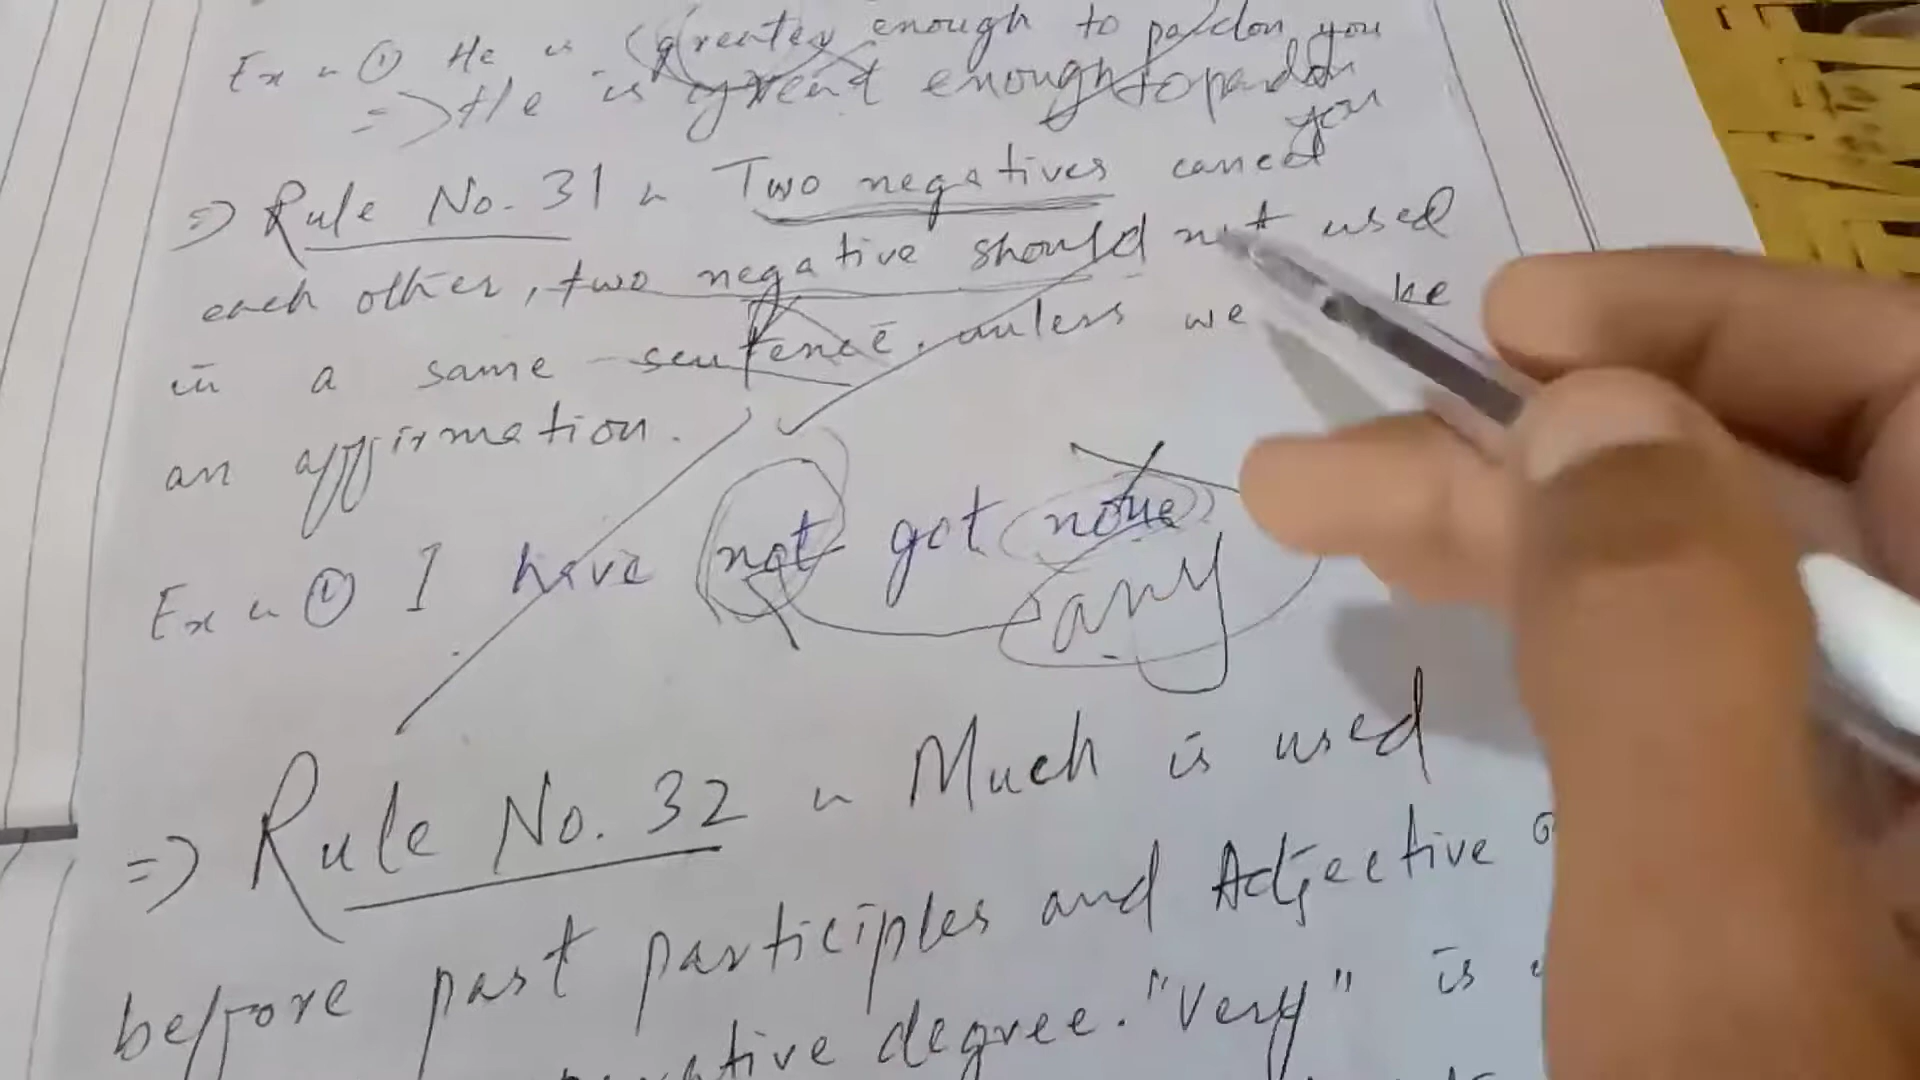 Ex ~ ① He is greater enough to pardon you
=> He is great enough to pardon
you
=> Rule No. 31 ~ Two negatives cancel
each other, two negative should not used
in a same sentence. unless we ke
an affirmation.
Ex ~ ① I have not got none
any
=> Rule No. 32 ~ Much is used
before past participles and Adjective
degree. "Very" is